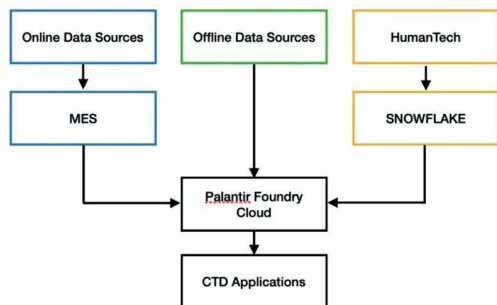 Online Data Sources
Offline Data Sources
HumanTech
MES
SNOWFLAKE
Palantir Foundry
Cloud
CTD Applications